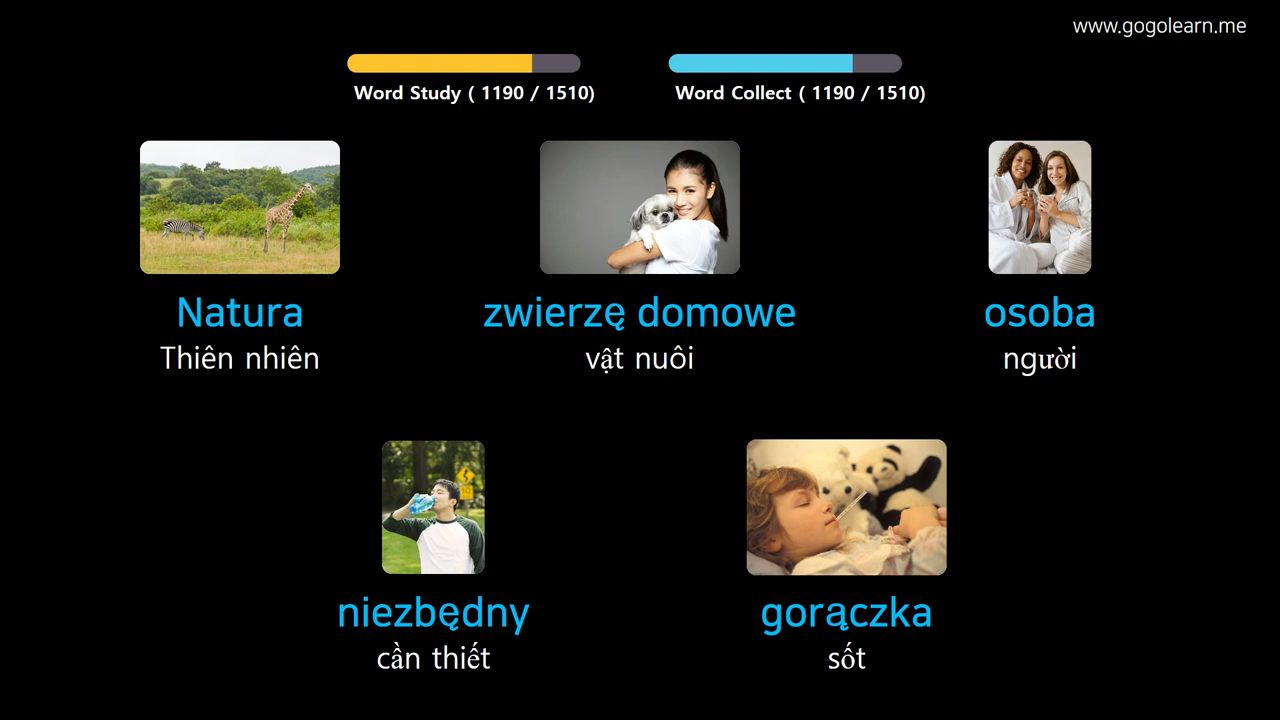 www.gogolearn.me
Word Study ( 1190 / 1510)
Word Collect ( 1190 / 1510)
Natura
zwierzę domowe
osoba
Thiên nhiên
vật nuôi
người
niezbędny
gorączka
cần thiết
sốt